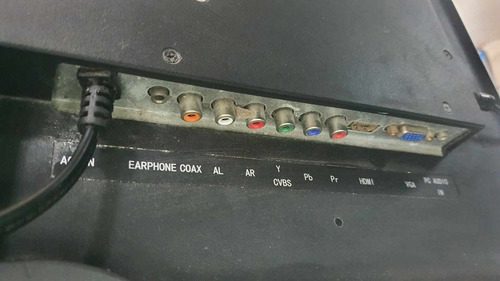 EARPHONE COAX AL AR Y Pb Pr HDMI VGA PC AUDIO
CVBS IN